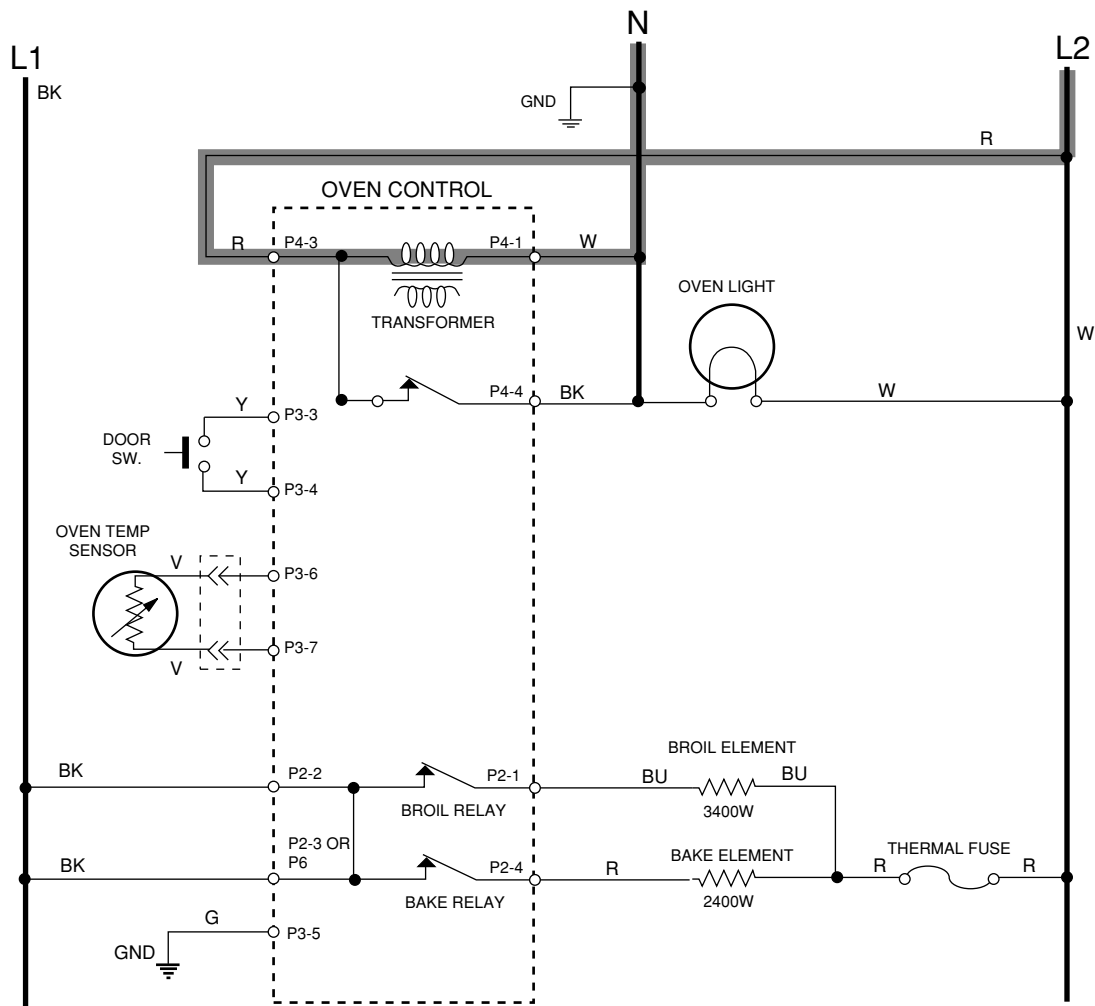 N
L1
L2
BK
GND
R
OVEN CONTROL
R
P4-3
P4-1
W
OVEN LIGHT
TRANSFORMER
W
P4-4
BK
W
Y
P3-3
DOOR
SW.
Y
P3-4
OVEN TEMP
SENSOR
V
P3-6
P3-7
V
BROIL ELEMENT
BK
P2-2
P2-1
BU
BU
BROIL RELAY
3400W
P2-3 OR
P6
BK
P2-4
R
BAKE ELEMENT
R
THERMAL FUSE
R
BAKE RELAY
2400W
G
P3-5
GND